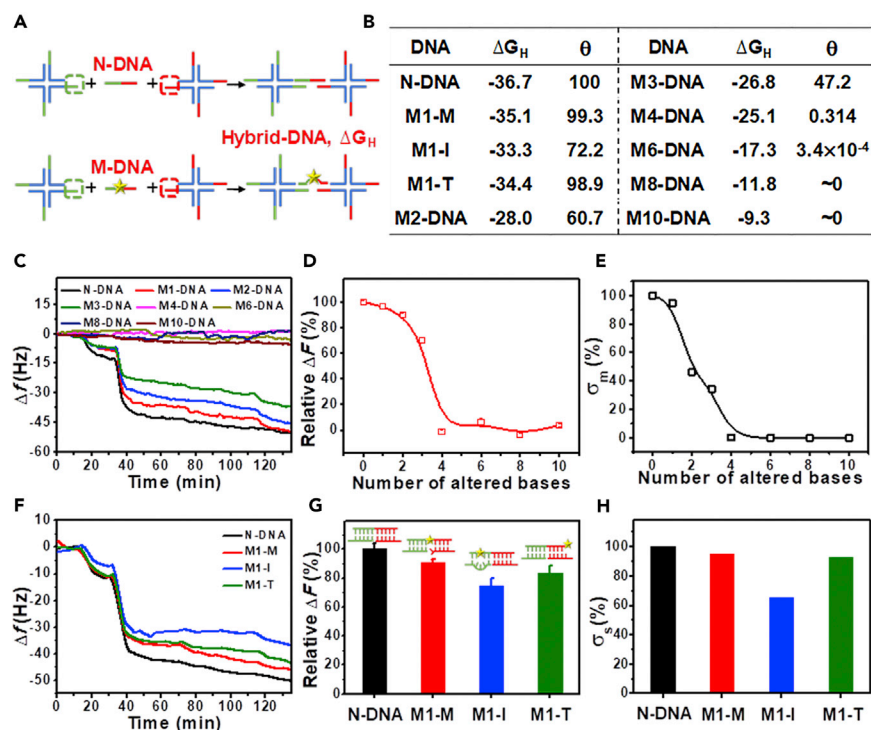 A
N-DNA
+
+
Hybrid-DNA, ΔG_H
M-DNA
+
+
B
DNA ΔG_H θ DNA ΔG_H θ
N-DNA -36.7 100 M3-DNA -26.8 47.2
M1-M -35.1 99.3 M4-DNA -25.1 0.314
M1-I -33.3 72.2 M6-DNA -17.3 3.4×10⁻⁴
M1-T -34.4 98.9 M8-DNA -11.8 ~0
M2-DNA -28.0 60.7 M10-DNA -9.3 ~0
C
N-DNA M1-DNA M2-DNA
M3-DNA M4-DNA M6-DNA
M8-DNA M10-DNA
15
0
-15
-30
-45
-60
Δf (Hz)
0 20 40 60 80 100 120
Time (min)
D
100
80
60
40
20
0
Relative ΔF (%)
0 2 4 6 8 10
Number of altered bases
E
100
80
60
40
20
0
σm (%)
0 2 4 6 8 10
Number of altered bases
F
N-DNA
M1-M
M1-I
M1-T
10
0
-10
-20
-30
-40
-50
Δf (Hz)
0 20 40 60 80 100 120
Time (min)
G
100
80
60
40
20
0
Relative ΔF (%)
N-DNA M1-M M1-I M1-T
H
100
80
60
40
20
0
σs (%)
N-DNA M1-M M1-I M1-T